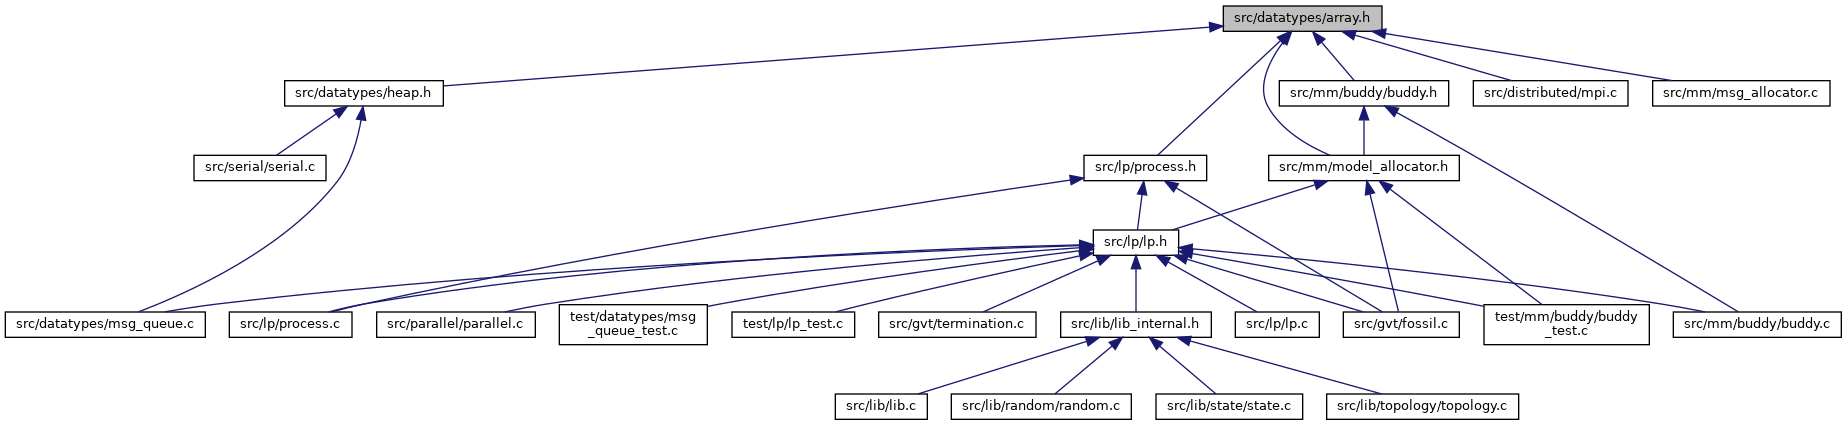 src/datatypes/array.h
src/datatypes/heap.h
src/mm/buddy/buddy.h
src/distributed/mpi.c
src/mm/msg_allocator.c
src/serial/serial.c
src/lp/process.h
src/mm/model_allocator.h
src/lp/lp.h
src/datatypes/msg_queue.c
src/lp/process.c
src/parallel/parallel.c
test/datatypes/msg
_queue_test.c
test/lp/lp_test.c
src/gvt/termination.c
src/lib/lib_internal.h
src/lp/lp.c
src/gvt/fossil.c
test/mm/buddy/buddy
_test.c
src/mm/buddy/buddy.c
src/lib/lib.c
src/lib/random/random.c
src/lib/state/state.c
src/lib/topology/topology.c